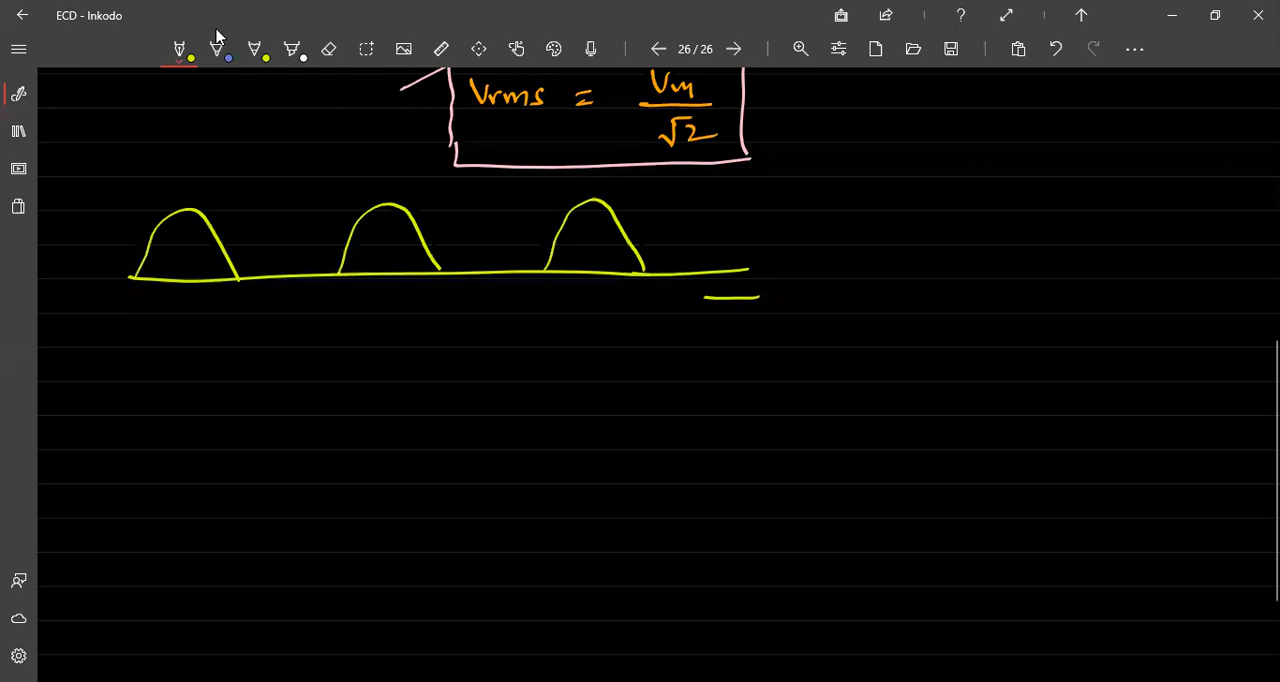 ECD - Inkodo
26 / 26
Vrms = Vm
√2